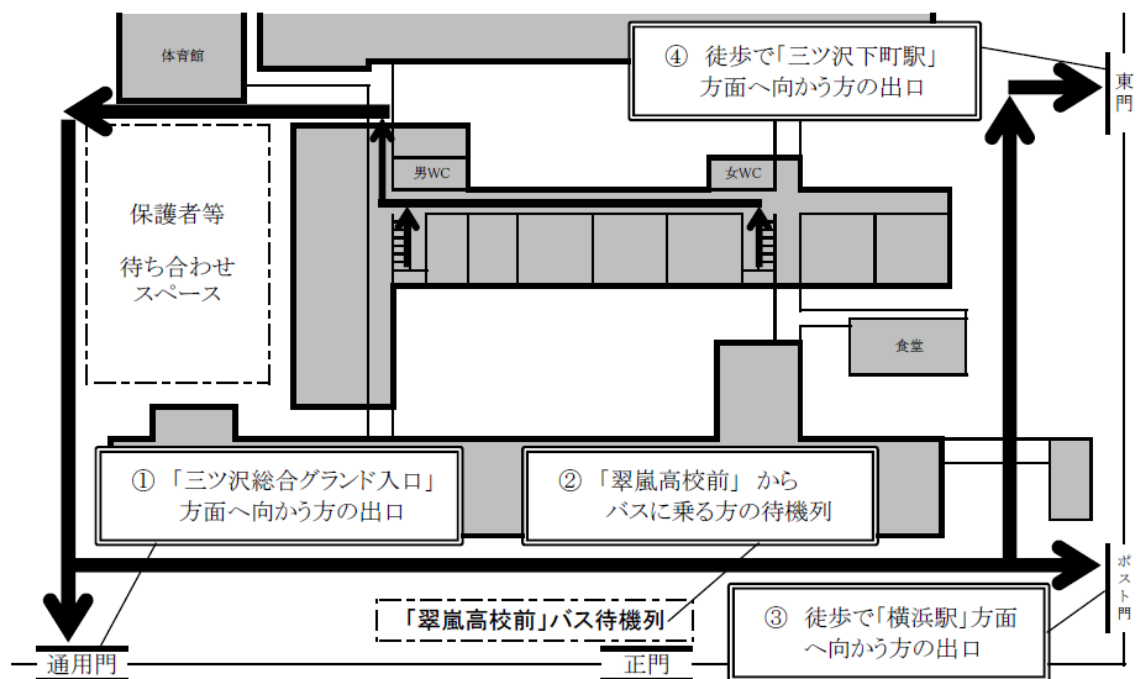 体育館
④ 徒歩で「三ツ沢下町駅」
方面へ向かう方の出口
東門
男WC
女WC
保護者等
待ち合わせ
スペース
食堂
① 「三ツ沢総合グランド入口」
方面へ向かう方の出口
② 「翠嵐高校前」 から
バスに乗る方の待機列
ポスト門
「翠嵐高校前」バス待機列
③ 徒歩で「横浜駅」方面
へ向かう方の出口
通用門
正門